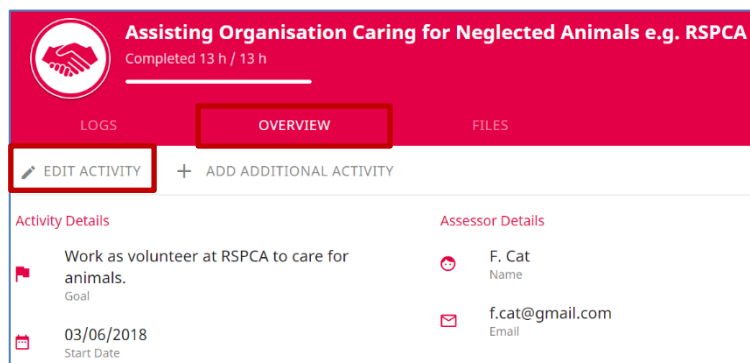 Assisting Organisation Caring for Neglected Animals e.g. RSPCA
Completed 13 h / 13 h
LOGS OVERVIEW FILES
EDIT ACTIVITY + ADD ADDITIONAL ACTIVITY
Activity Details
Work as volunteer at RSPCA to care for
animals.
Goal
03/06/2018
Start Date
Assessor Details
F. Cat
Name
f.cat@gmail.com
Email